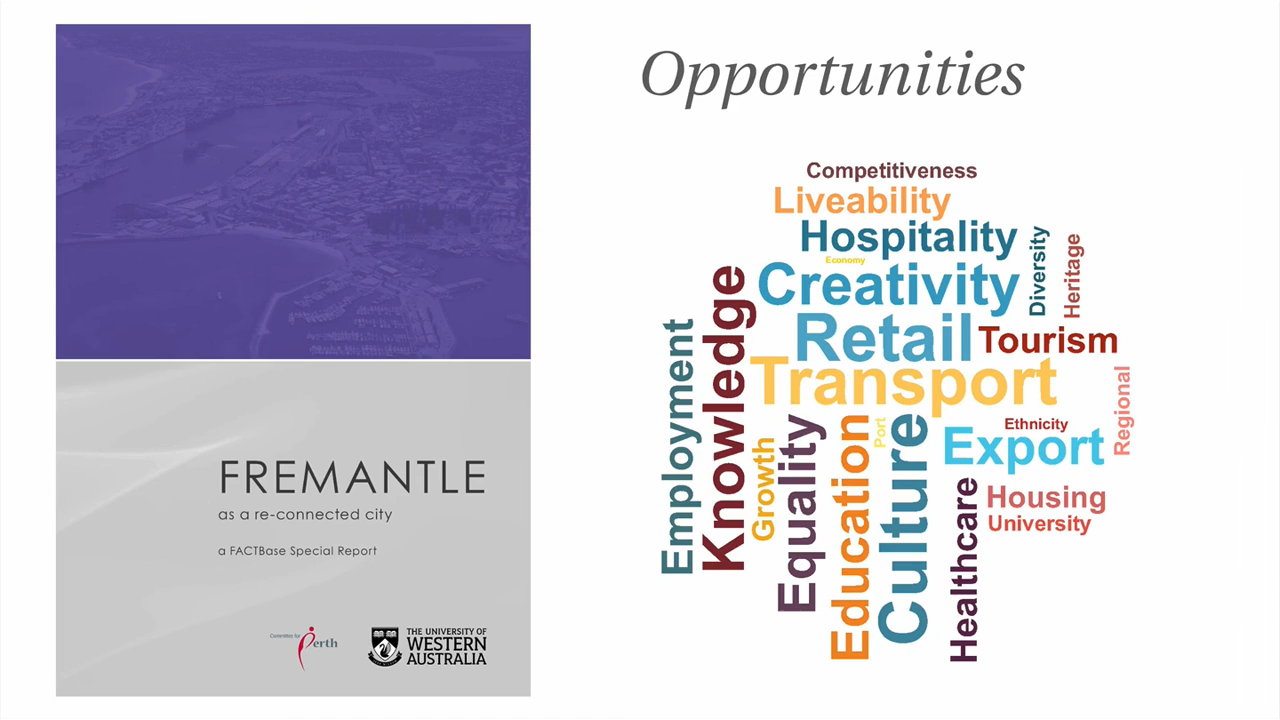 Opportunities
FREMANTLE
as a re-connected city
a FACTBase Special Report
Committee for
Perth
THE UNIVERSITY OF
WESTERN
AUSTRALIA
Competitiveness
Liveability
Hospitality
Economy
Creativity
Diversity
Heritage
Retail
Tourism
Transport
Employment
Knowledge
Growth
Equality
Education
Port
Culture
Ethnicity
Export
Regional
Healthcare
Housing
University